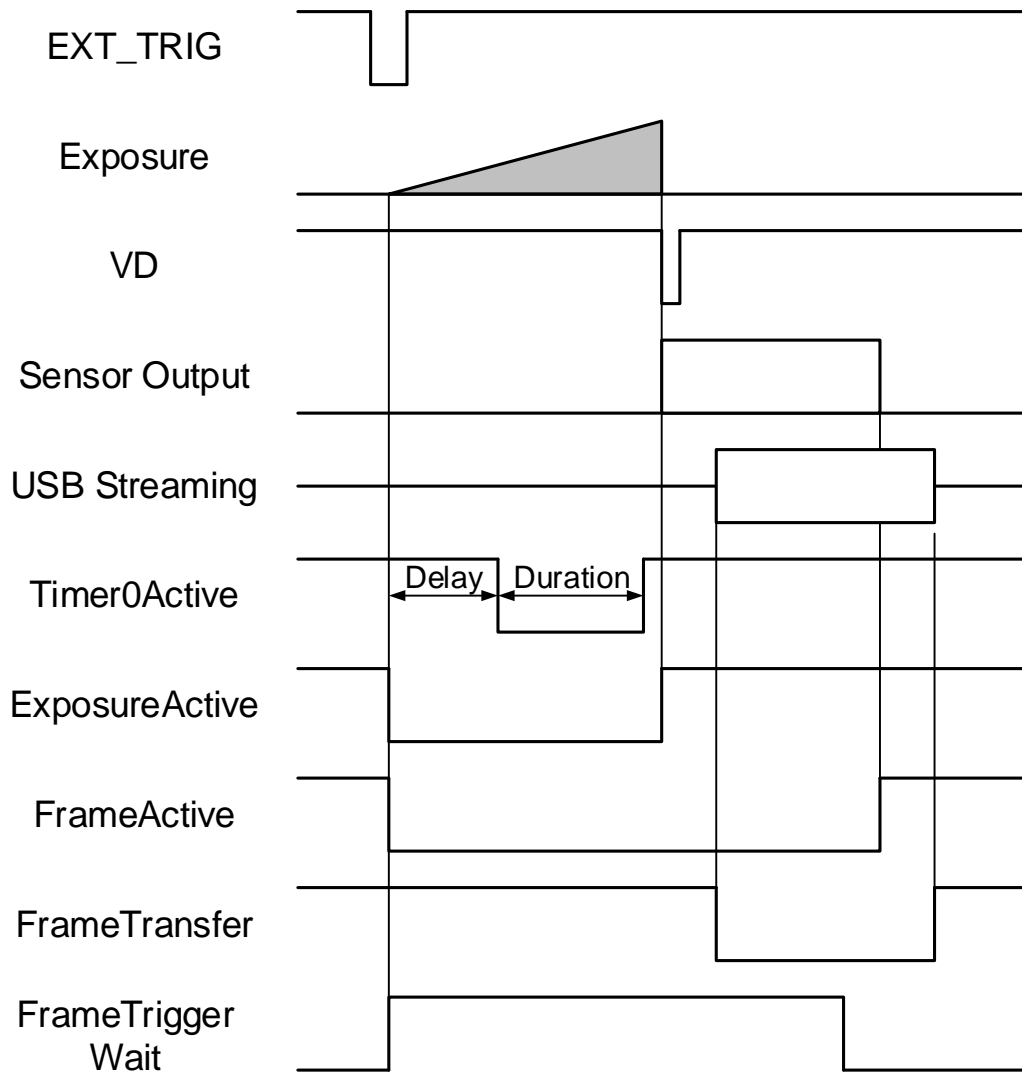 EXT_TRIG
Exposure
VD
Sensor Output
USB Streaming
Delay Duration
Timer0Active
ExposureActive
FrameActive
FrameTransfer
FrameTrigger
Wait